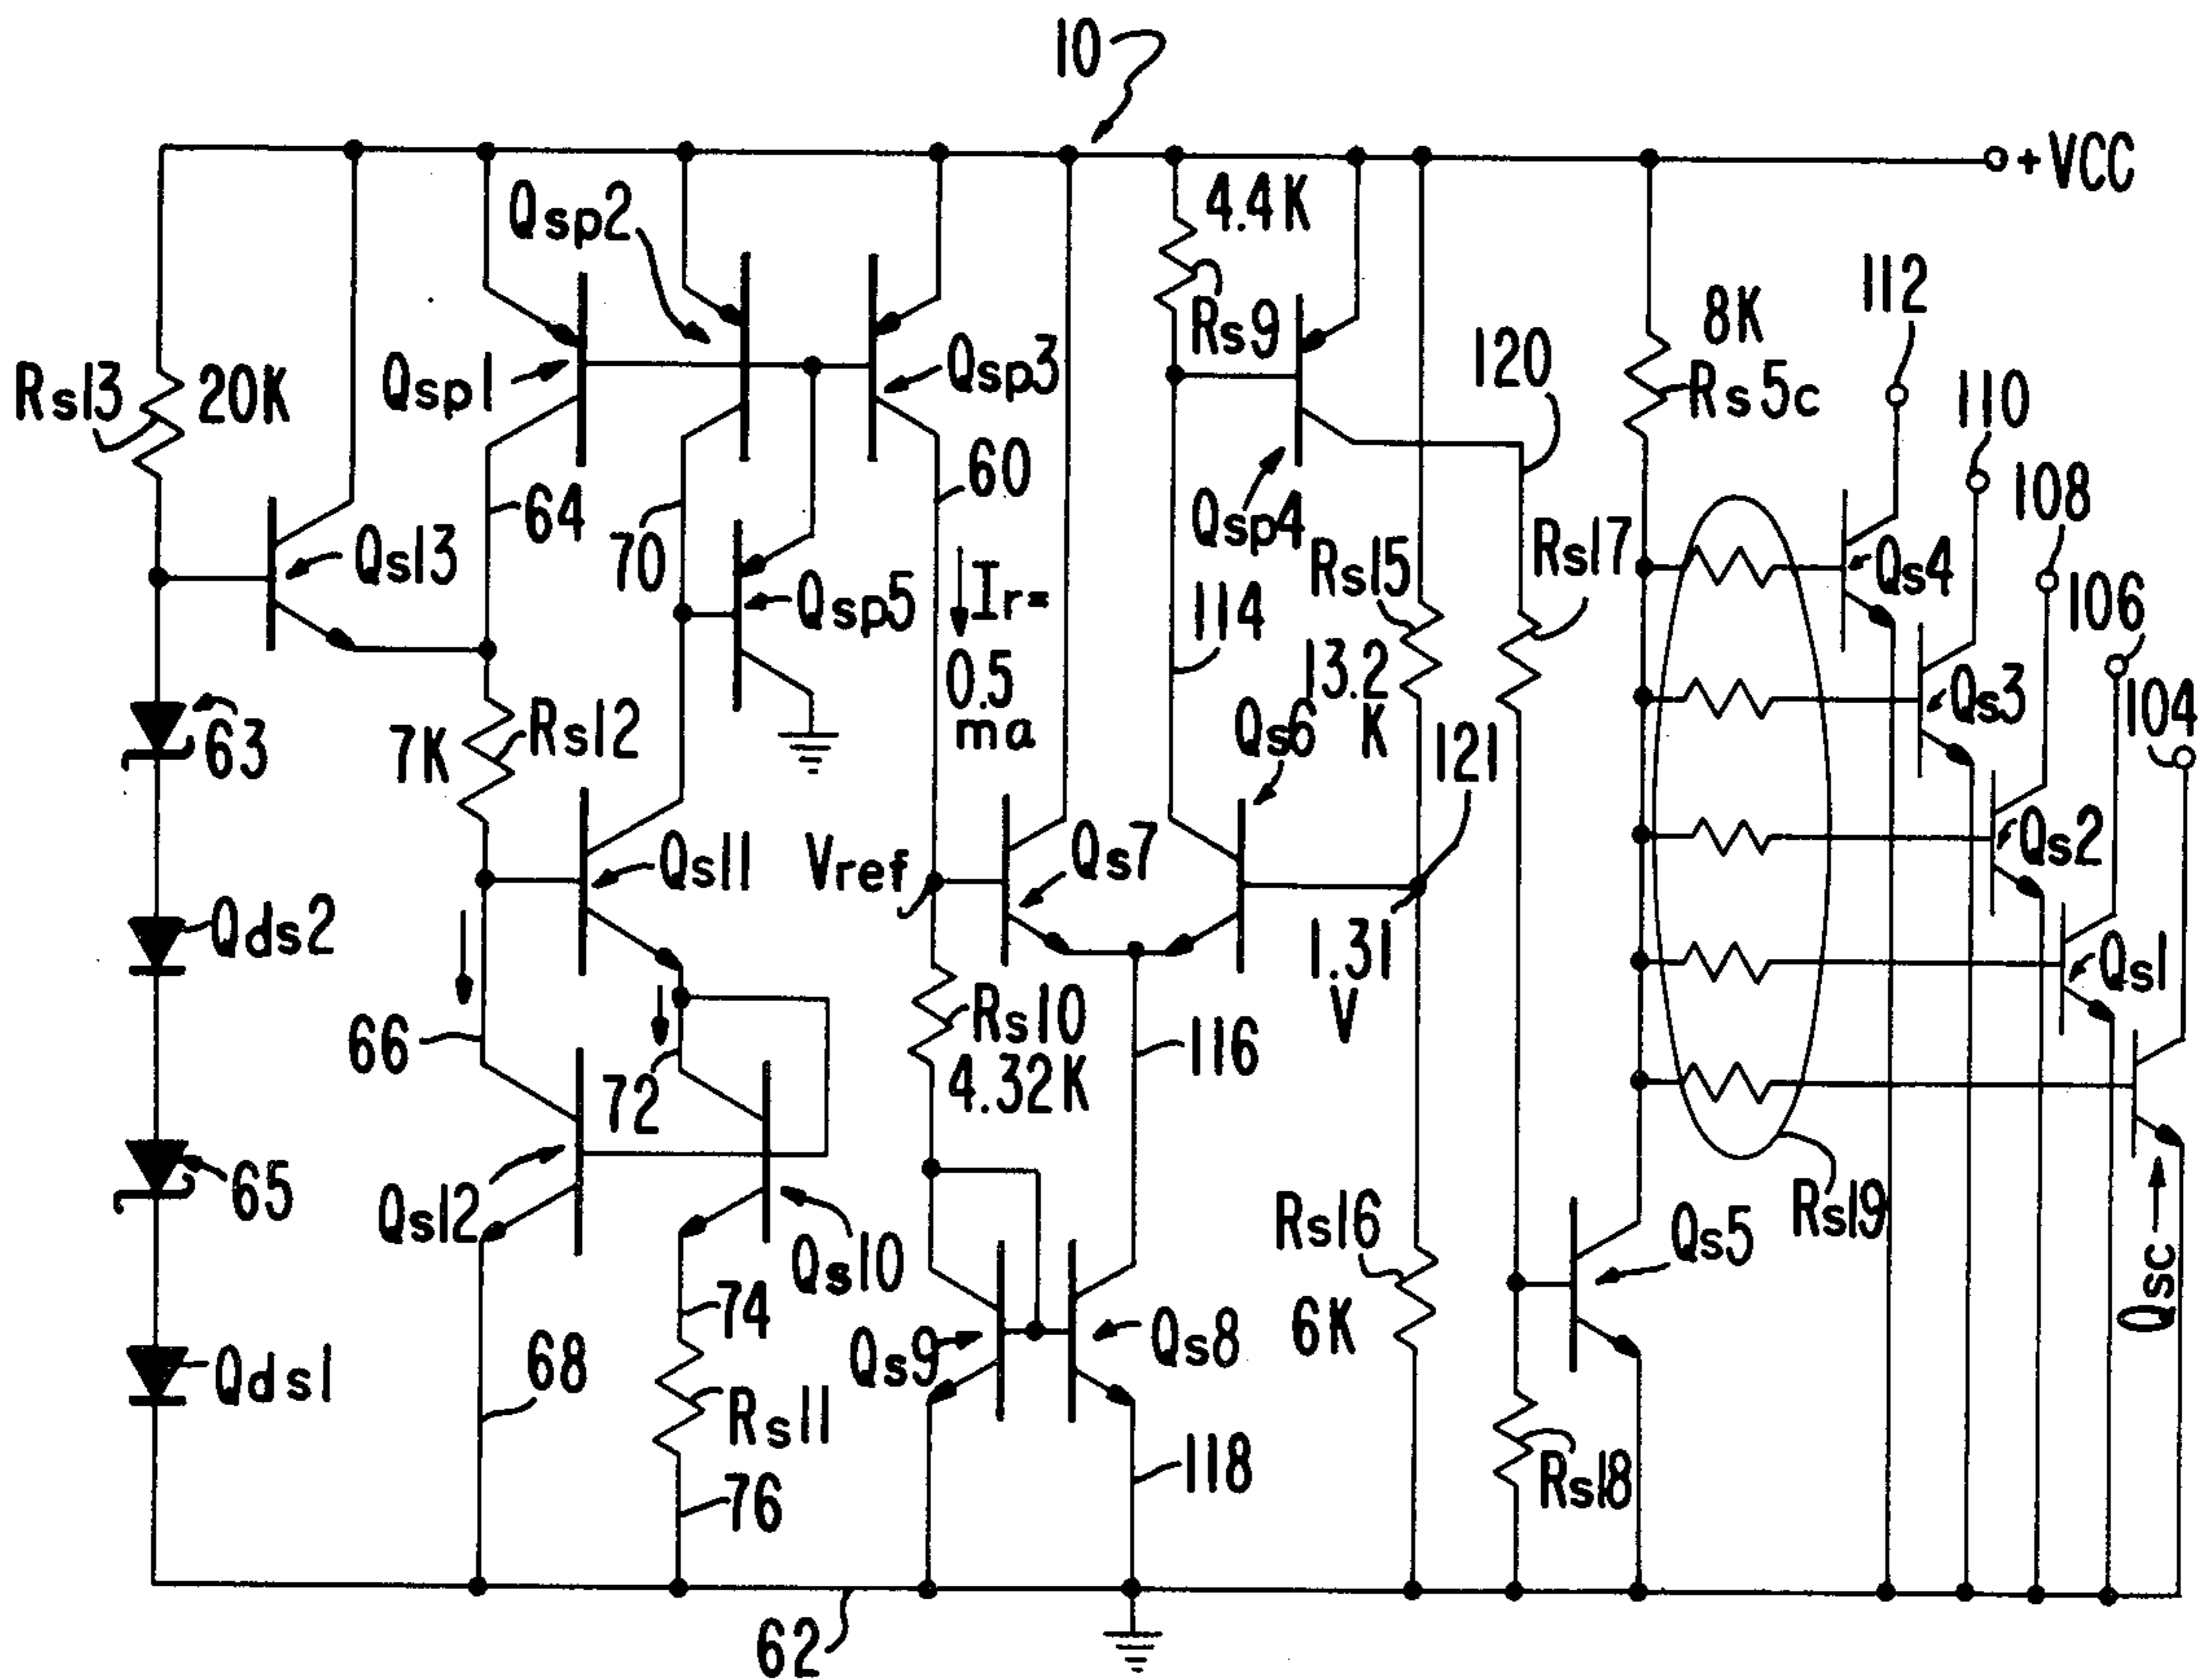 10
+VCC
4.4K
Qsp2
112
8K
Rs9
Rs5c
120
Rs13
20K
Qsp1
Qsp3
110
60
108
64
Qsp4
Qs13
70
Rs15
Rs17
Qs4
Qsp5
Ir=
0.5
ma
114
106
13.2
K
Qs3
104
63
7K
Rs12
Qs6
121
Qs11
Vref
Qs7
Qs2
Qds2
1.31
V
Qs1
66
72
Rs10
4.32K
116
65
Qs12
Qs10
Rs16
6K
Qs5
Rs19
Qsc
74
Qs9
Qs8
Qds1
68
Rs11
118
76
Rs18
62